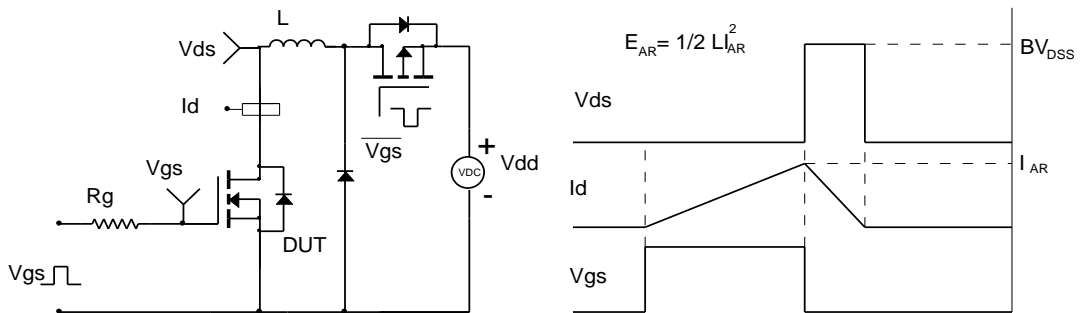 L
Vds
Id
Vgs
Rg
Vgs
DUT
Vgs
VDC
+
Vdd
-
E_AR = 1/2 LI_AR^2
BV_DSS
Vds
I_AR
Id
Vgs